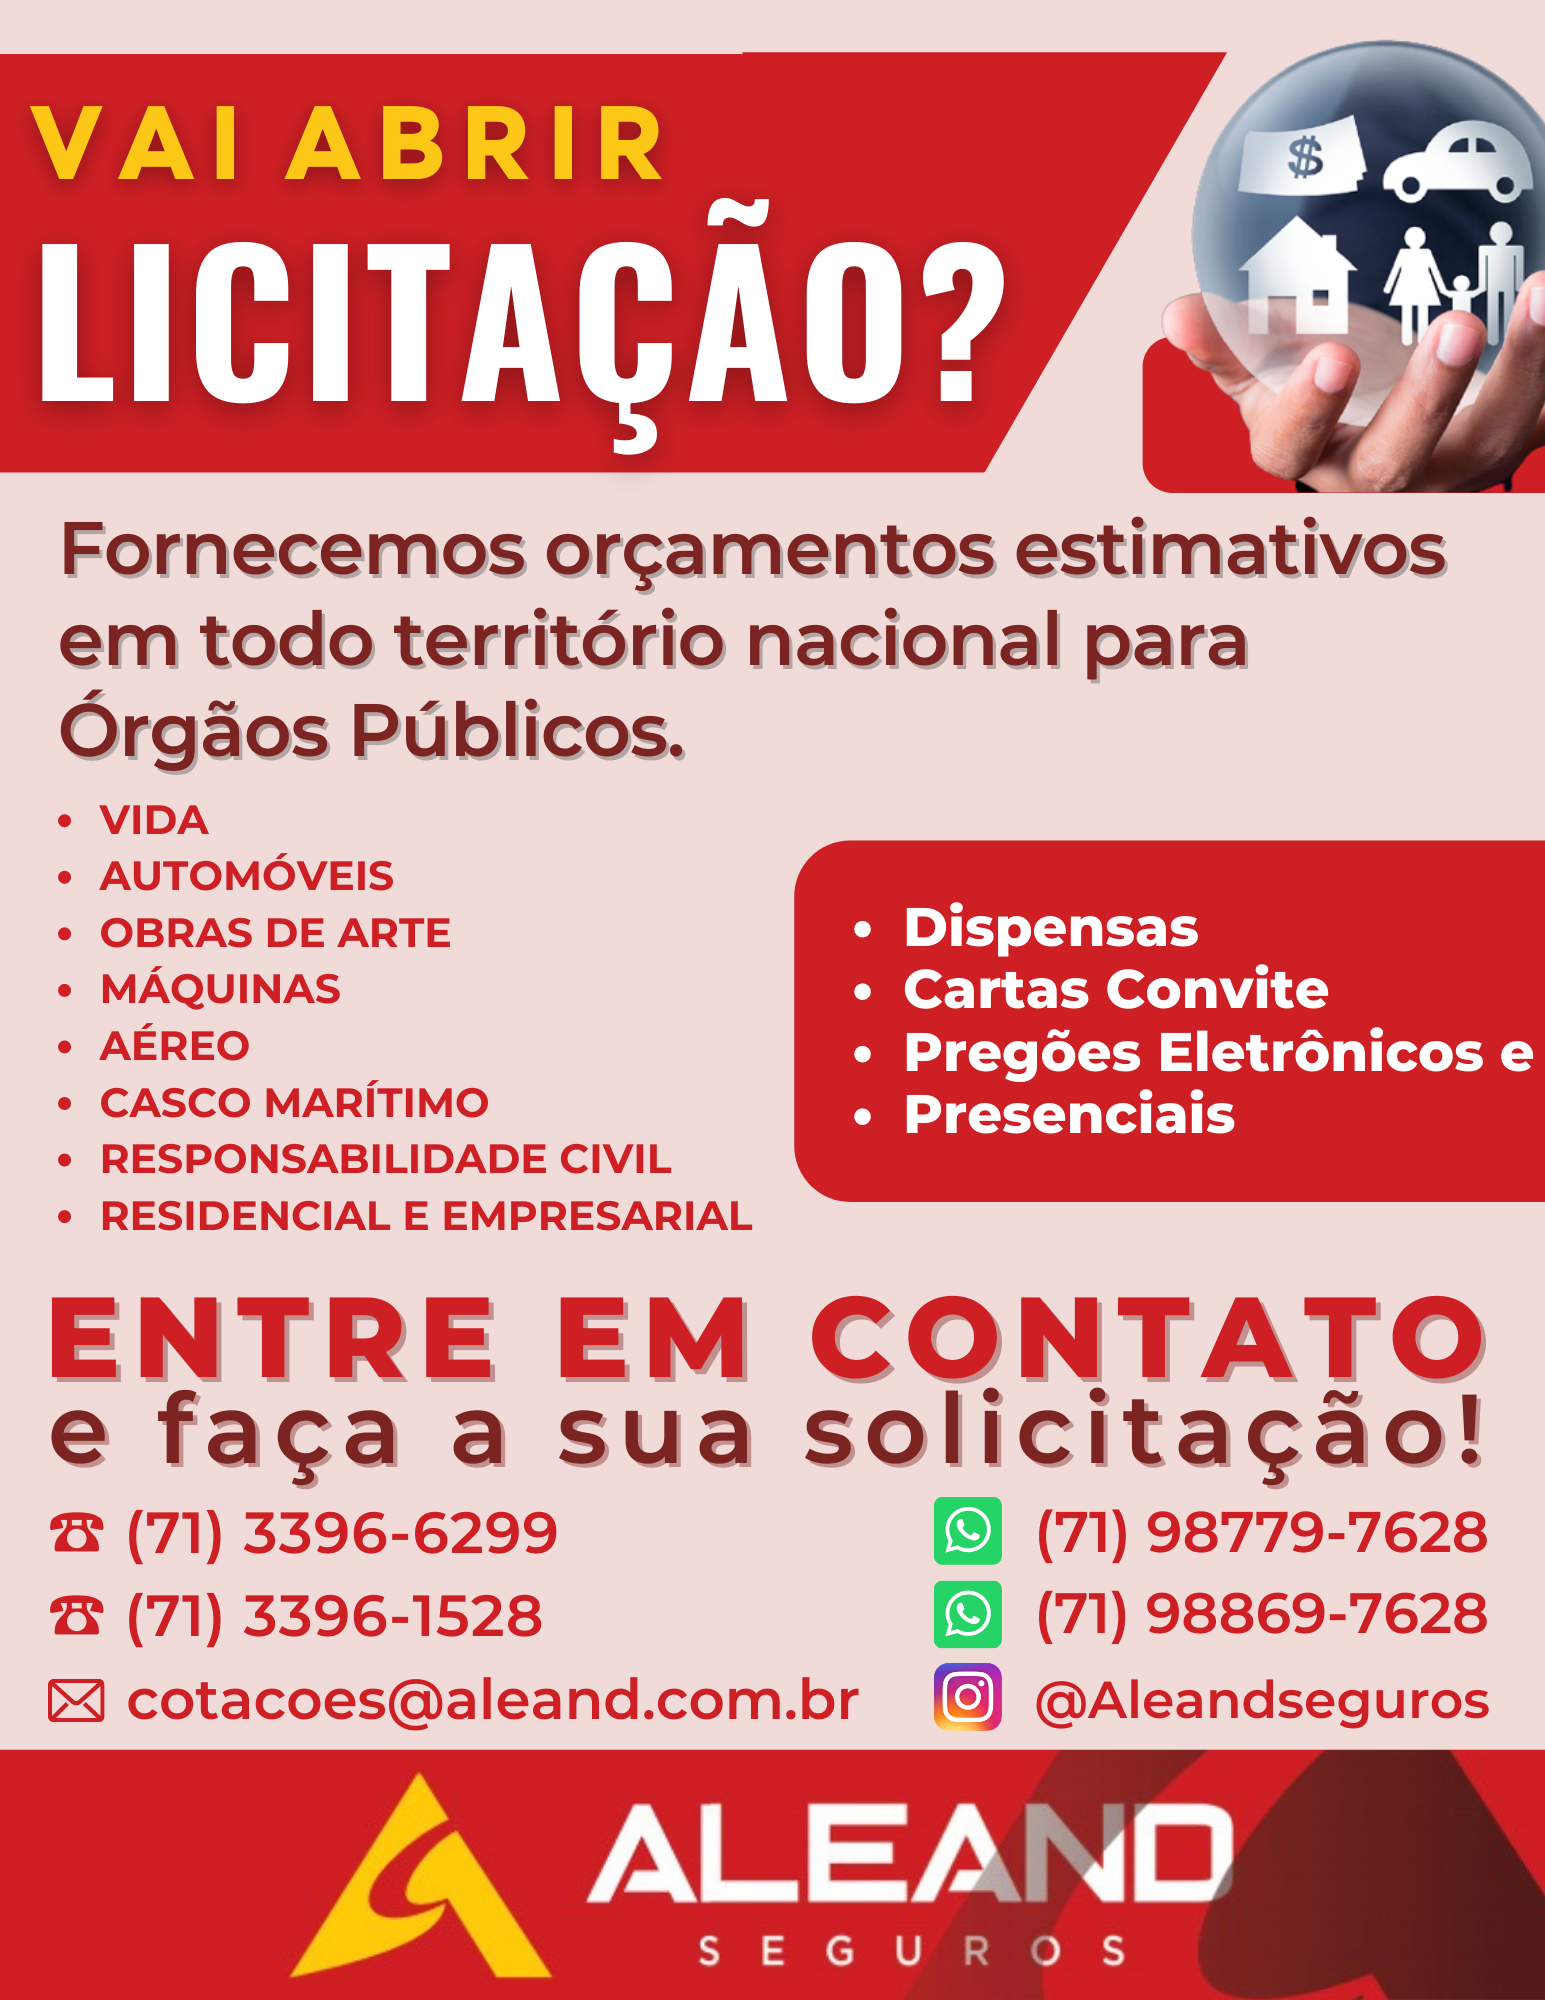 VAI ABRIR
LICITAÇÃO?
$
Fornecemos orçamentos estimativos
em todo território nacional para
Órgãos Públicos.
• VIDA
• AUTOMÓVEIS
• OBRAS DE ARTE
• MÁQUINAS
• AÉREO
• CASCO MARÍTIMO
• RESPONSABILIDADE CIVIL
• RESIDENCIAL E EMPRESARIAL
• Dispensas
• Cartas Convite
• Pregões Eletrônicos e
• Presenciais
ENTRE EM CONTATO
e faça a sua solicitação!
(71) 3396-6299
(71) 3396-1528
cotacoes@aleand.com.br
(71) 98779-7628
(71) 98869-7628
@Aleandseguros
ALEAND
SEGUROS